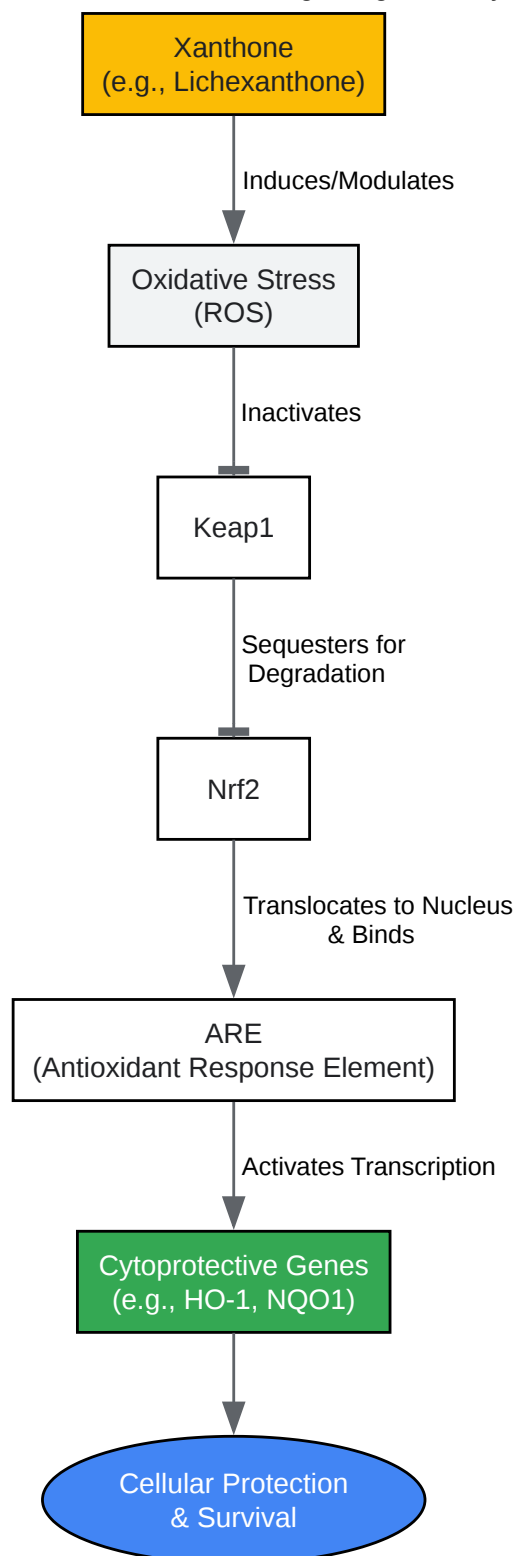 Xanthone
(e.g., Lichexanthone)
Induces/Modulates
Oxidative Stress
(ROS)
Inactivates
Keap1
Sequesters for
Degradation
Nrf2
Translocates to Nucleus
& Binds
ARE
(Antioxidant Response Element)
Activates Transcription
Cytoprotective Genes
(e.g., HO-1, NQO1)
Cellular Protection
& Survival